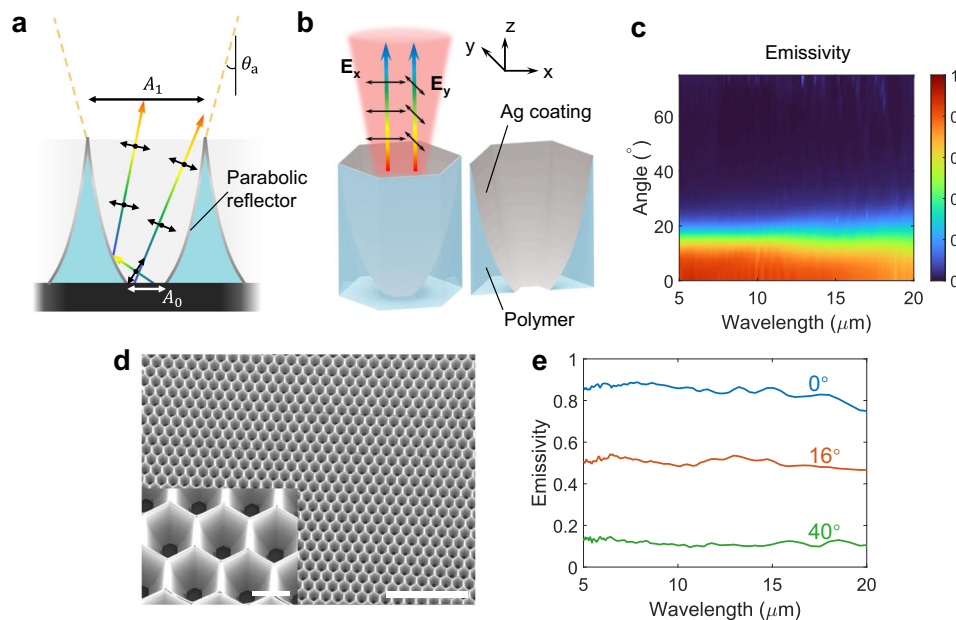 a
θa
A1
Parabolic
reflector
A0
b
Ex
Ey
z
y
x
Ag coating
Polymer
c
Emissivity
Angle (°)
60
40
20
0
5
10
15
20
Wavelength (μm)
1
0
d
e
Emissivity
1
0.8
0.6
0.4
0.2
0
0°
16°
40°
5
10
15
20
Wavelength (μm)